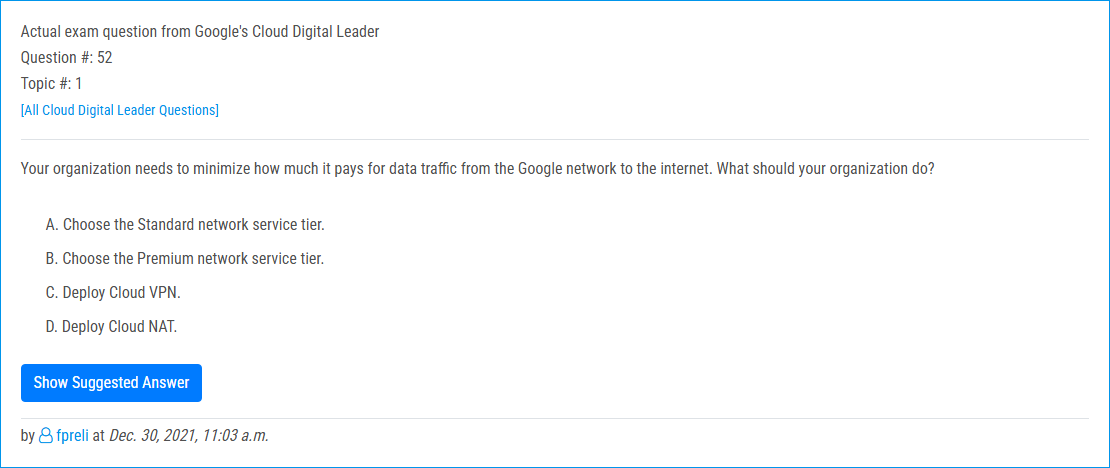 Actual exam question from Google's Cloud Digital Leader
Question #: 52
Topic #: 1
[All Cloud Digital Leader Questions]
Your organization needs to minimize how much it pays for data traffic from the Google network to the internet. What should your organization do?
A. Choose the Standard network service tier.
B. Choose the Premium network service tier.
C. Deploy Cloud VPN.
D. Deploy Cloud NAT.
Show Suggested Answer
by fpreli at Dec. 30, 2021, 11:03 a.m.